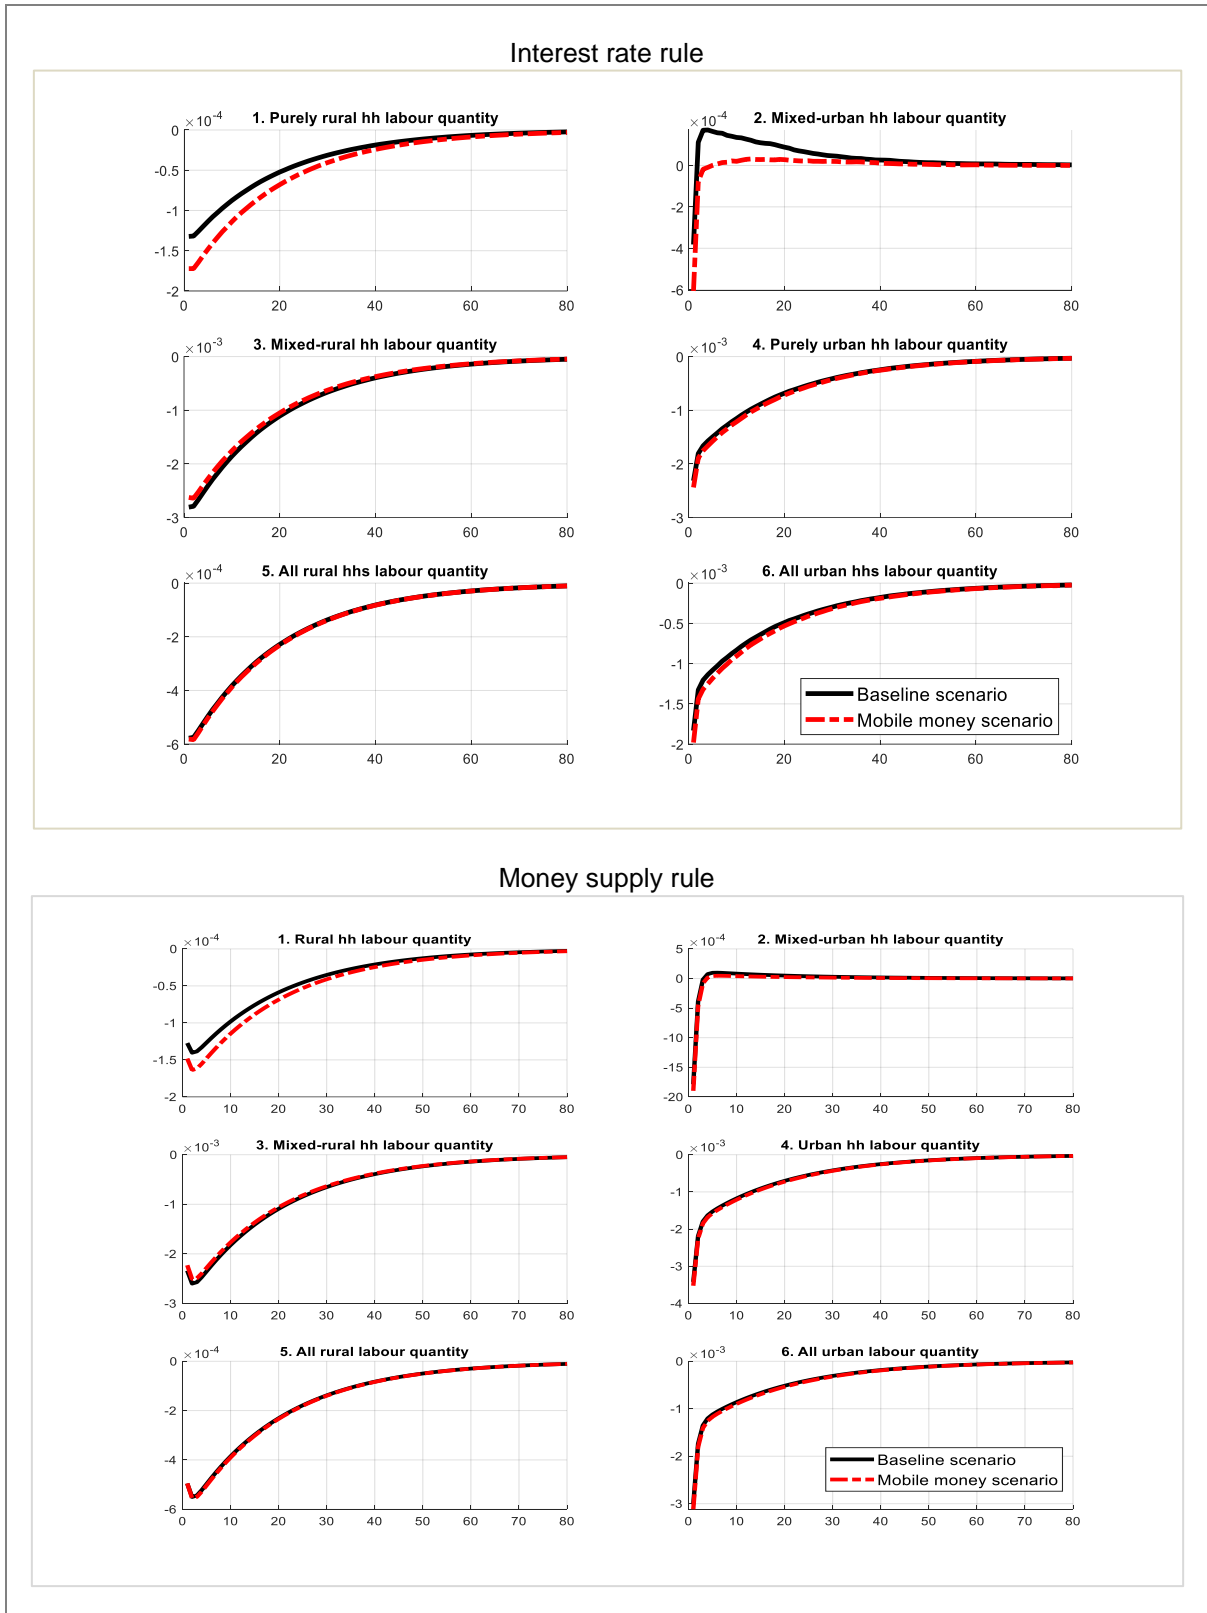 Interest rate rule
×10^-4
1. Purely rural hh labour quantity
0
-0.5
-1
-1.5
-2
0 20 40 60 80
×10^-4
2. Mixed-urban hh labour quantity
0
-2
-4
-6
0 20 40 60 80
×10^-3
3. Mixed-rural hh labour quantity
0
-1
-2
-3
0 20 40 60 80
×10^-3
4. Purely urban hh labour quantity
0
-1
-2
-3
0 20 40 60 80
×10^-4
5. All rural hhs labour quantity
0
-2
-4
-6
0 20 40 60 80
×10^-3
6. All urban hhs labour quantity
0
-0.5
-1
-1.5
-2
0 20 40 60 80
Baseline scenario
Mobile money scenario
Money supply rule
×10^-4
1. Rural hh labour quantity
0
-0.5
-1
-1.5
-2
0 10 20 30 40 50 60 70 80
×10^-4
2. Mixed-urban hh labour quantity
5
0
-5
-10
-15
-20
0 10 20 30 40 50 60 70 80
×10^-3
3. Mixed-rural hh labour quantity
0
-1
-2
-3
0 10 20 30 40 50 60 70 80
×10^-3
4. Urban hh labour quantity
0
-1
-2
-3
-4
0 10 20 30 40 50 60 70 80
×10^-4
5. All rural labour quantity
0
-2
-4
-6
0 10 20 30 40 50 60 70 80
×10^-3
6. All urban labour quantity
0
-1
-2
-3
0 10 20 30 40 50 60 70 80
Baseline scenario
Mobile money scenario